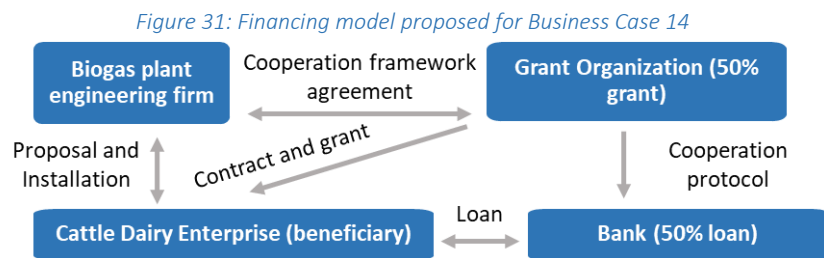 Figure 31: Financing model proposed for Business Case 14
Biogas plant
engineering firm
Cooperation framework
agreement
Grant Organization (50%
grant)
Proposal and
Installation
Contract and grant
Cooperation
protocol
Cattle Dairy Enterprise (beneficiary)
Loan
Bank (50% loan)